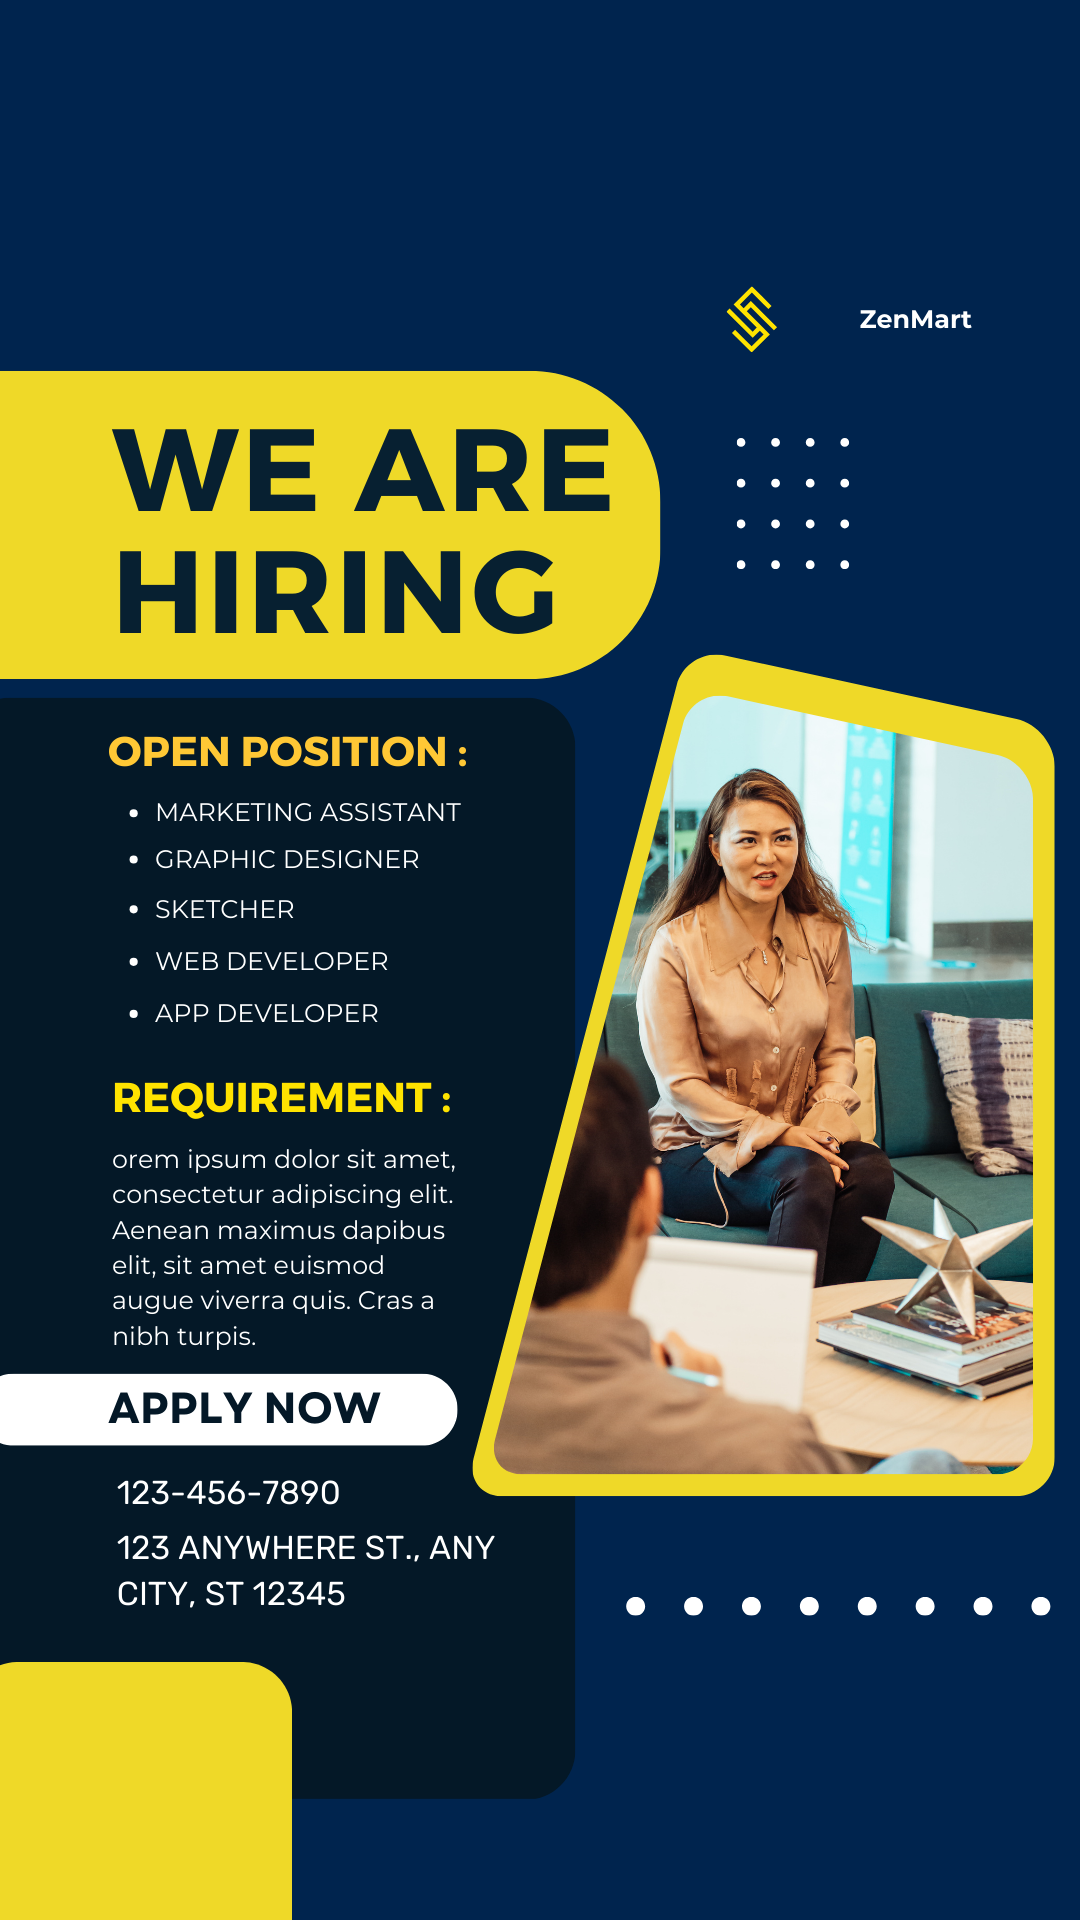 ZenMart
WE ARE
HIRING
OPEN POSITION :
MARKETING ASSISTANT
GRAPHIC DESIGNER
SKETCHER
WEB DEVELOPER
APP DEVELOPER
REQUIREMENT :
orem ipsum dolor sit amet,
consectetur adipiscing elit.
Aenean maximus dapibus
elit, sit amet euismod
augue viverra quis. Cras a
nibh turpis.
APPLY NOW
123-456-7890
123 ANYWHERE ST., ANY
CITY, ST 12345